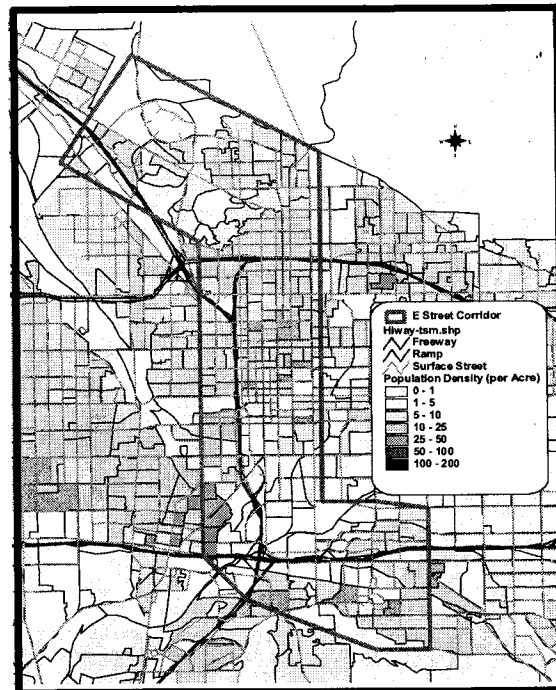 E Street Corridor
Hiway-tsm.shp
Freeway
Ramp
Surface Street
Population Density (per Acre)
0 - 1
1 - 5
5 - 10
10 - 25
25 - 50
50 - 100
100 - 200